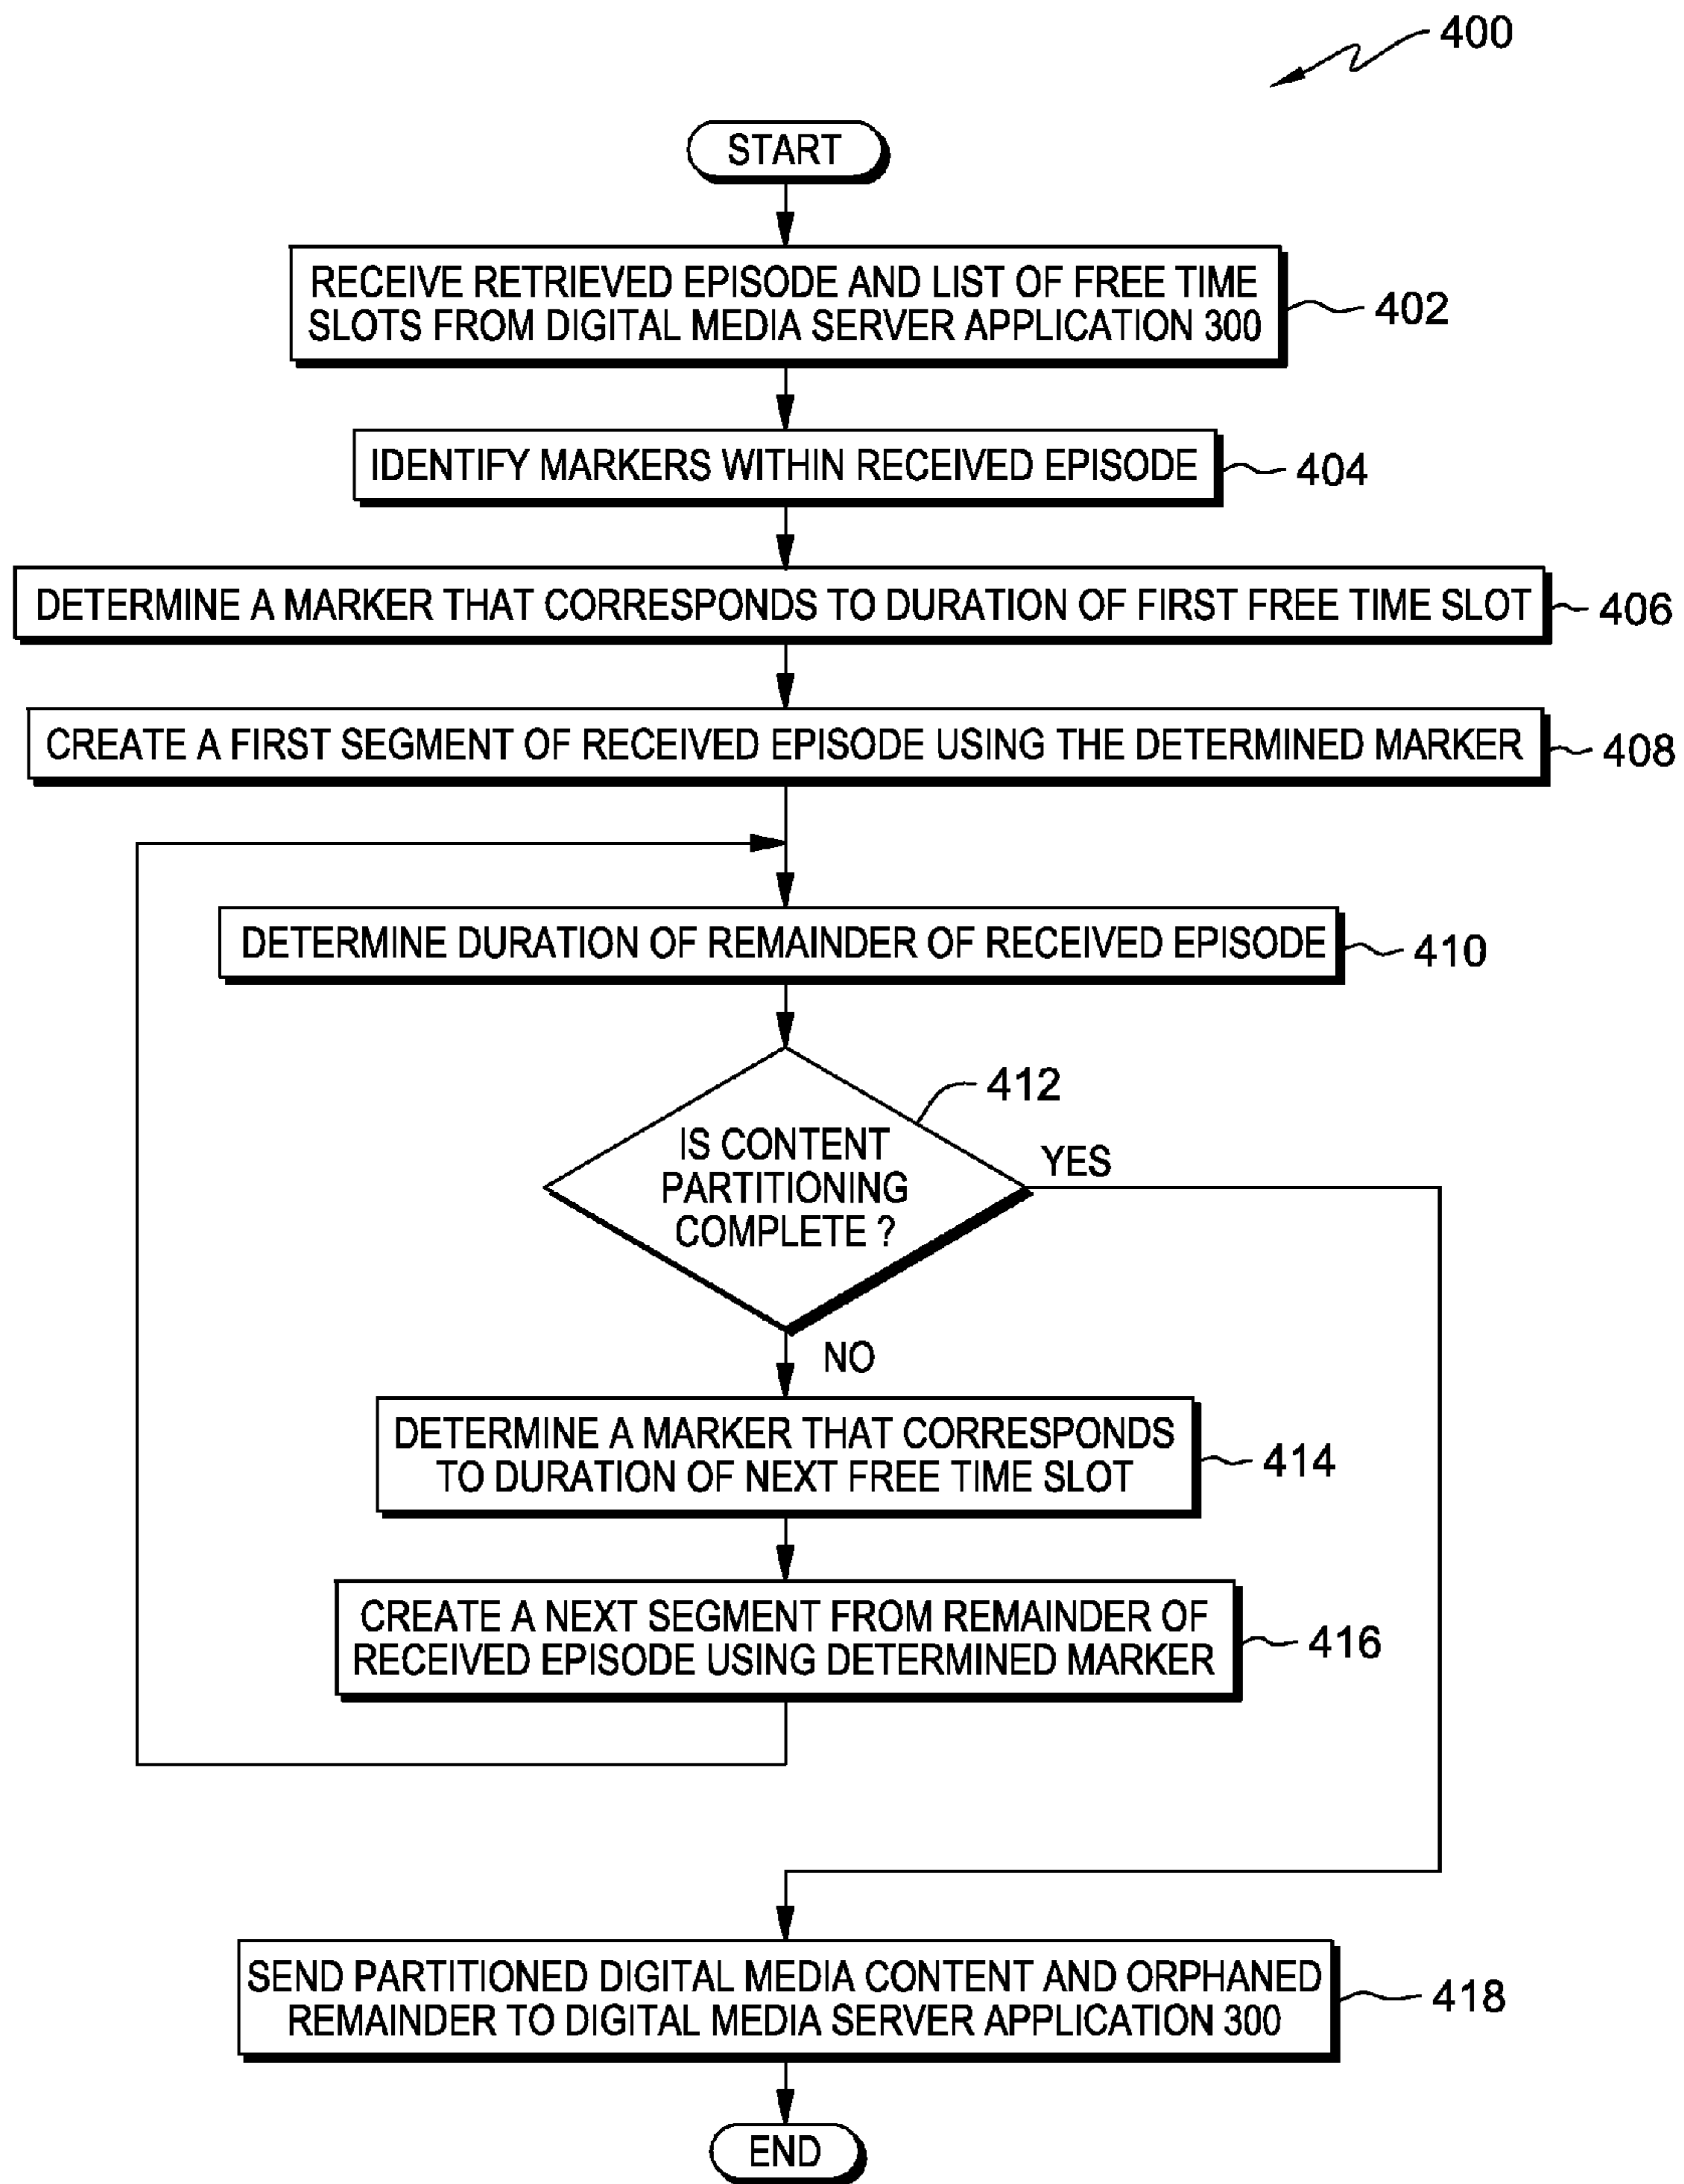 400
START
RECEIVE RETRIEVED EPISODE AND LIST OF FREE TIME
SLOTS FROM DIGITAL MEDIA SERVER APPLICATION 300
402
IDENTIFY MARKERS WITHIN RECEIVED EPISODE
404
DETERMINE A MARKER THAT CORRESPONDS TO DURATION OF FIRST FREE TIME SLOT
406
CREATE A FIRST SEGMENT OF RECEIVED EPISODE USING THE DETERMINED MARKER
408
DETERMINE DURATION OF REMAINDER OF RECEIVED EPISODE
410
412
IS CONTENT
PARTITIONING
COMPLETE ?
YES
NO
DETERMINE A MARKER THAT CORRESPONDS
TO DURATION OF NEXT FREE TIME SLOT
414
CREATE A NEXT SEGMENT FROM REMAINDER OF
RECEIVED EPISODE USING DETERMINED MARKER
416
SEND PARTITIONED DIGITAL MEDIA CONTENT AND ORPHANED
REMAINDER TO DIGITAL MEDIA SERVER APPLICATION 300
418
END